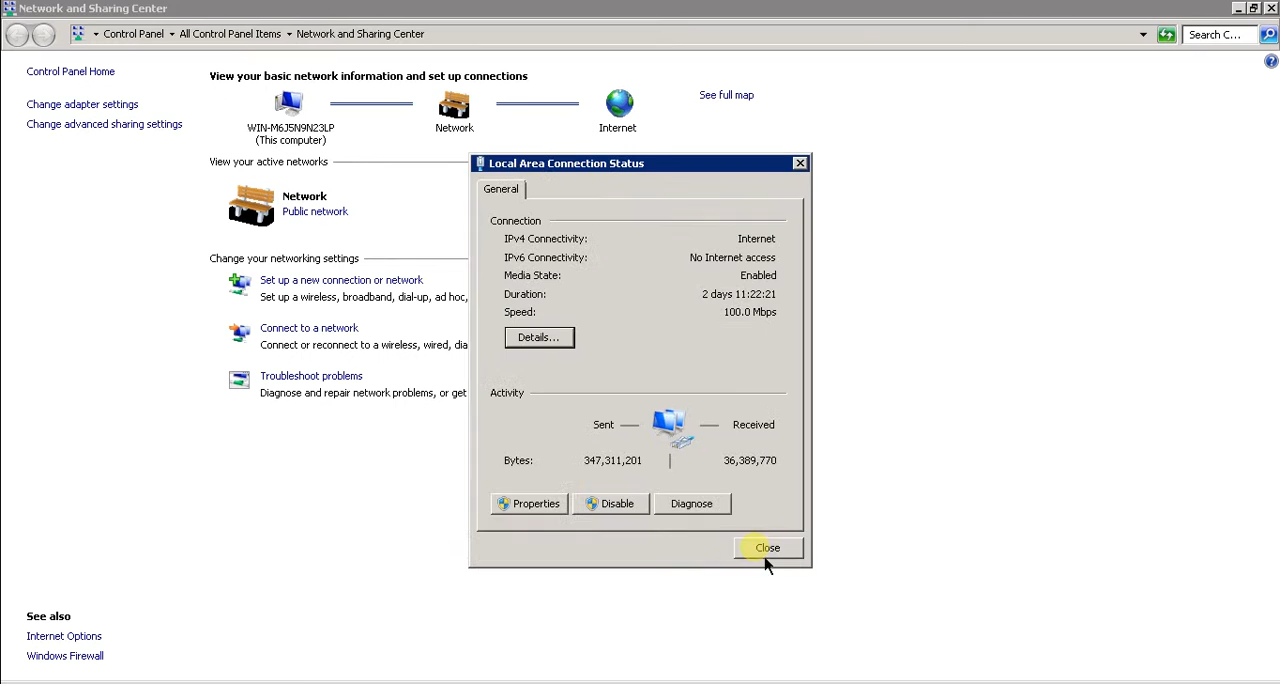 Network and Sharing Center
Control Panel All Control Panel Items Network and Sharing Center
Search C...
Control Panel Home
Change adapter settings
Change advanced sharing settings
View your basic network information and set up connections
See full map
WIN-M6J5N9N23LP
(This computer)
Network
Internet
View your active networks
Network
Public network
Change your networking settings
Set up a new connection or network
Set up a wireless, broadband, dial-up, ad hoc,
Connect to a network
Connect or reconnect to a wireless, wired, dia
Troubleshoot problems
Diagnose and repair network problems, or get
Local Area Connection Status
General
Connection
IPv4 Connectivity: Internet
IPv6 Connectivity: No Internet access
Media State: Enabled
Duration: 2 days 11:22:21
Speed: 100.0 Mbps
Details...
Activity
Sent Received
Bytes: 347,311,201 36,389,770
Properties Disable Diagnose
Close
See also
Internet Options
Windows Firewall